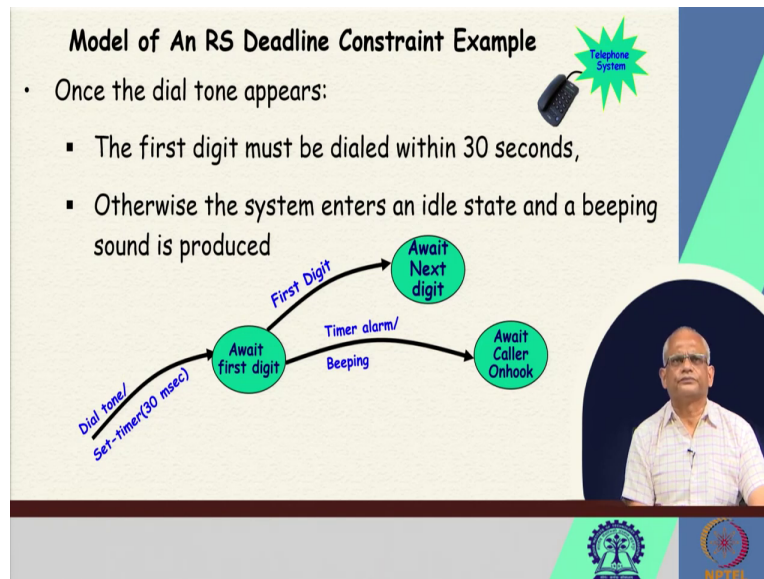 Model of An RS Deadline Constraint Example
Telephone
System
• Once the dial tone appears:
▪ The first digit must be dialed within 30 seconds,
▪ Otherwise the system enters an idle state and a beeping
sound is produced
Await
Next
digit
First Digit
Timer alarm/
Beeping
Await
first digit
Await
Caller
Onhook
Dial tone/
Set-timer(30 msec)
NPTEL